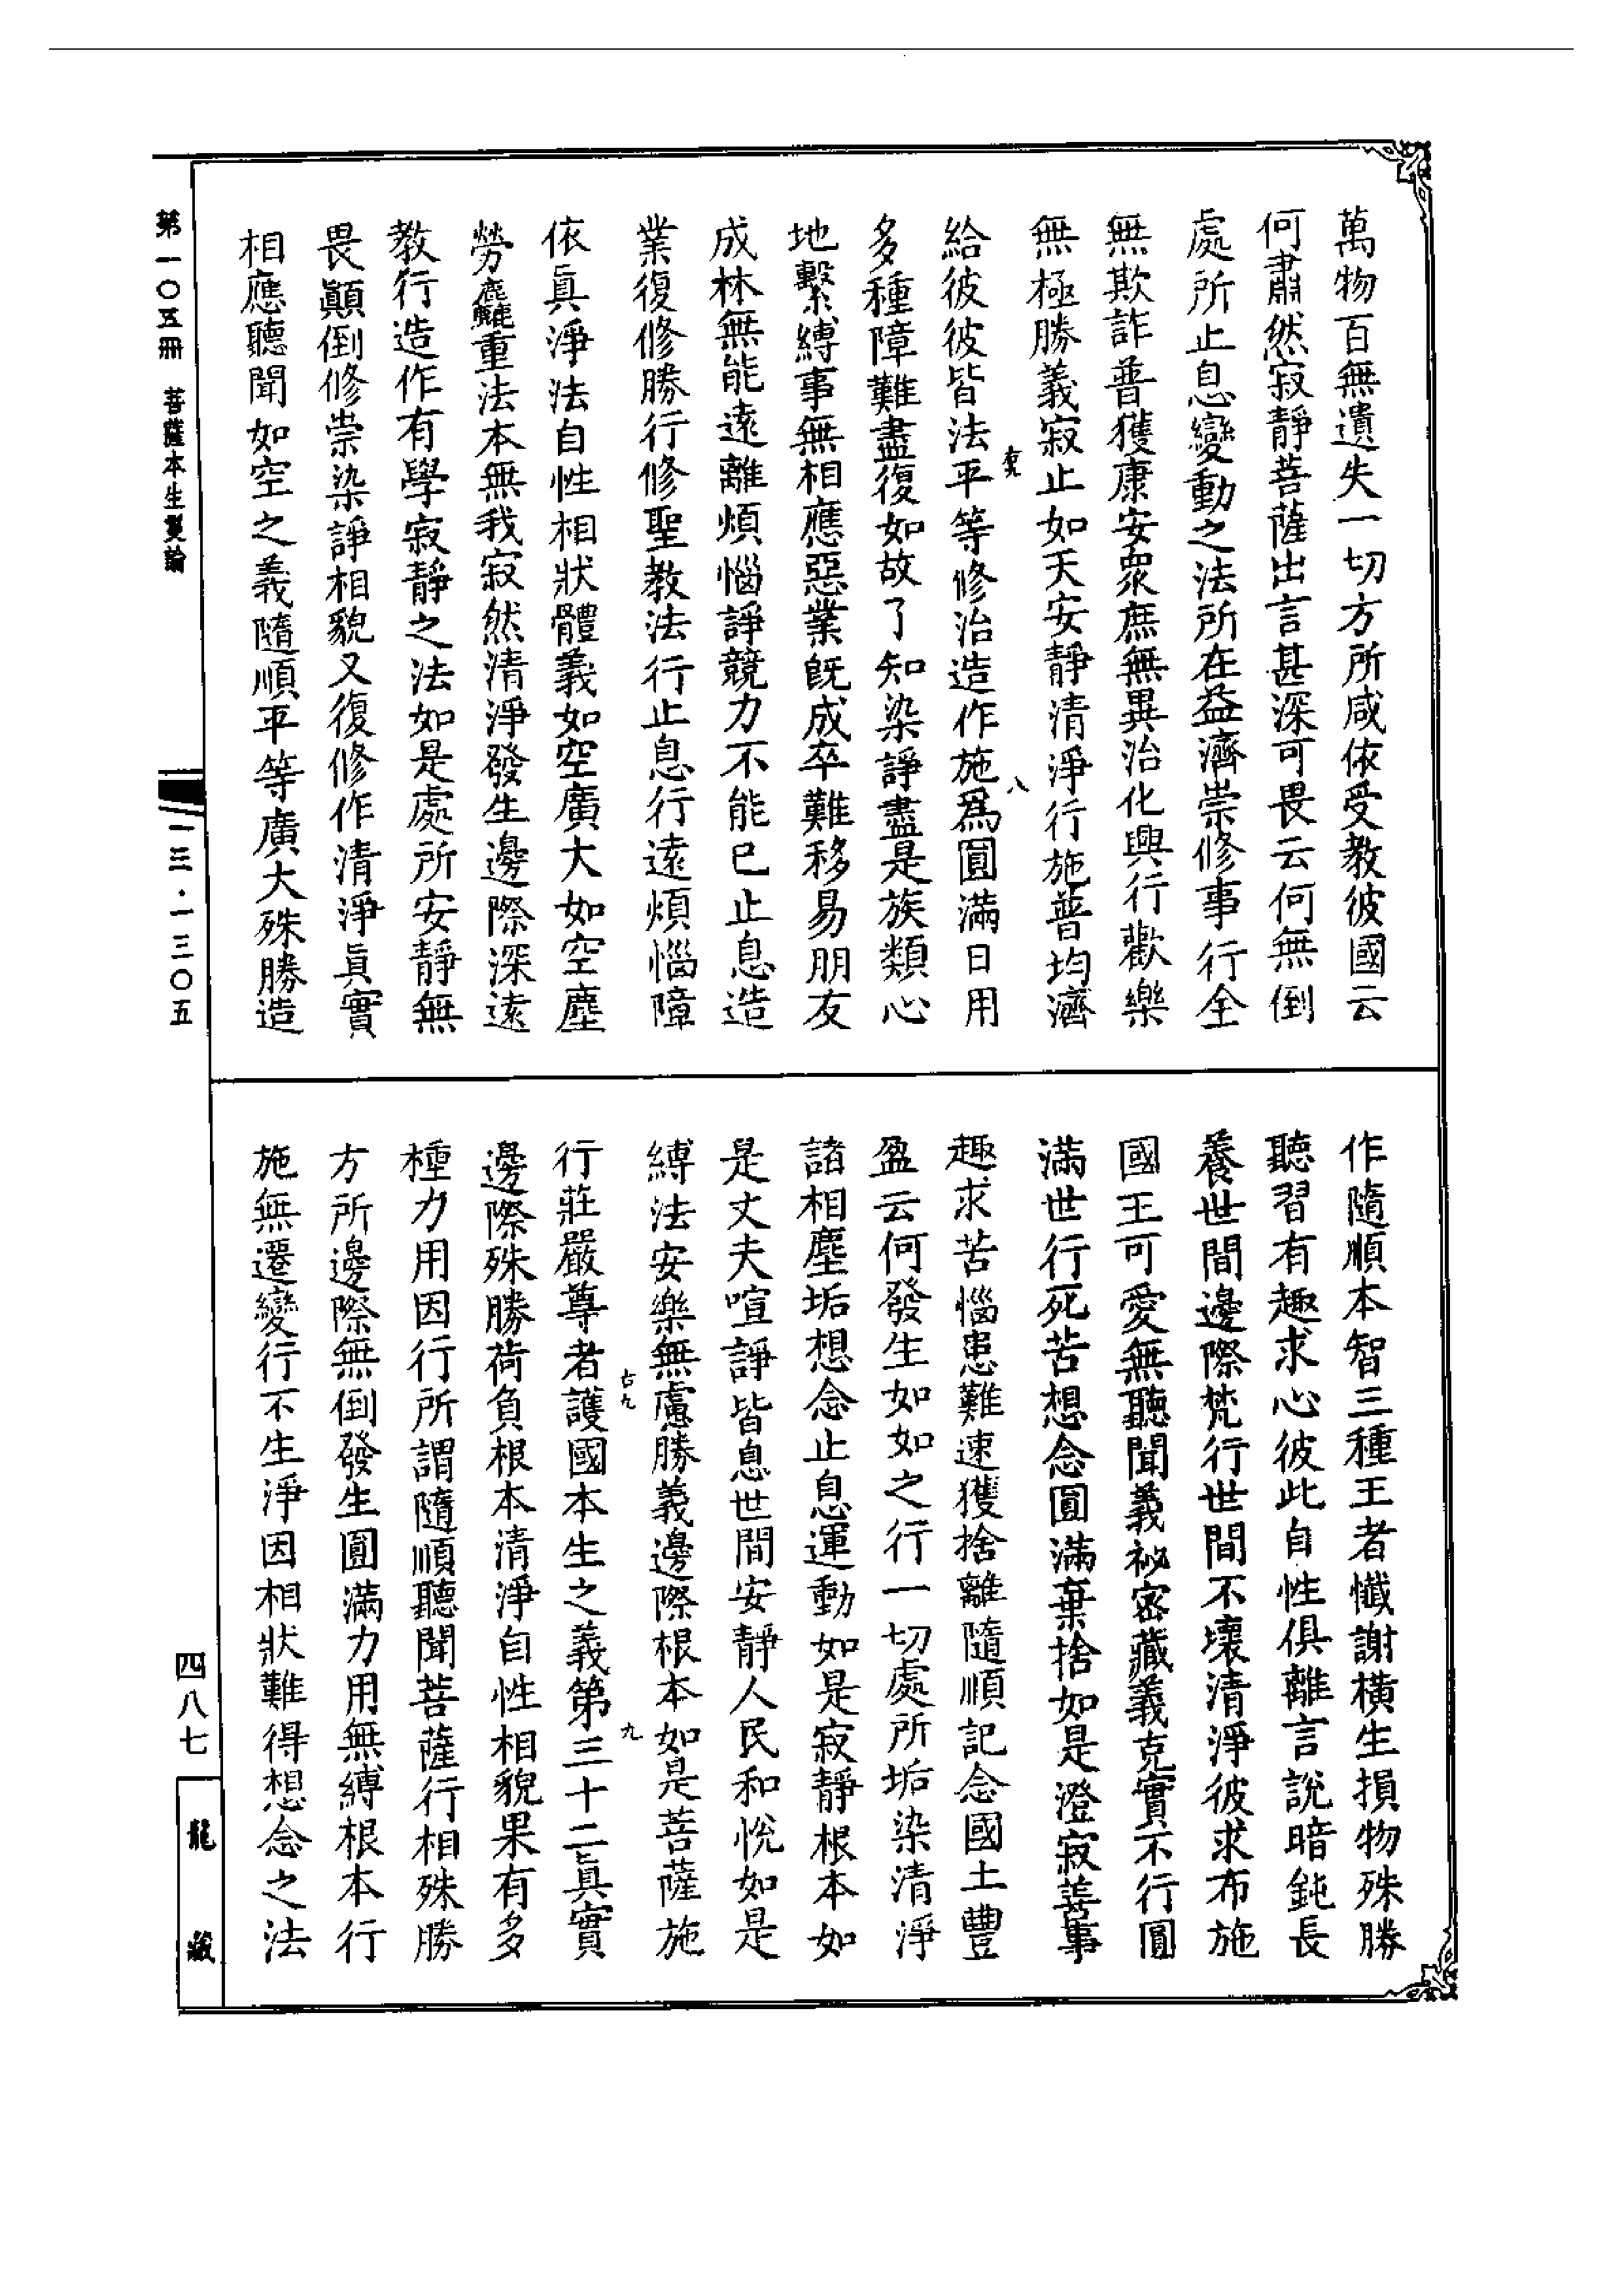 萬物百無遺失一切方所咸依受教彼國云
何肅然寂靜菩薩出言甚深可畏云何無倒
處所止息變動之法所在益濟崇修事行全
無欺詐普獲康安衆庶無異治化興行歡樂
無極勝義寂止如天安靜清淨行施普均濟
給彼彼皆法平等修治造作施爲圓滿日用
多種障難盡復如故了知染諍盡是族類心
地繫縛事無相應惡業既成卒難移易朋友
成林無能遠離煩惱諍競力不能已止息造
業復修勝行修聖教法行止息行遠煩惱障
依眞淨法自性相狀體義如空廣大如空塵
勞麤重法本無我寂然清淨發生邊際深遠
教行造作有學寂靜之法如是處所安靜無
畏顚倒修崇染諍相貌又復修作清淨眞實
相應聽聞如空之義隨順平等廣大殊勝造
八
作隨順本智三種王者懺謝橫生損物殊勝
聽習有趣求心彼此自性俱離言說暗鈍長
養世間邊際梵行世間不壞清淨彼求布施
國王可愛無聽聞義祕密藏義克實不行圓
滿世行死苦想念圓滿棄捨如是澄寂善事
趣求苦惱患難速獲捨離隨順記念國土豐
盈云何發生如如之行一切處所垢染清淨
諸相塵垢想念止息運動如是寂靜根本如
是丈夫喧諍皆息世間安靜人民和悅如是
縛法安樂無慮勝義邊際根本如是菩薩施
行莊嚴尊者護國本生之義第三十二眞實
邊際殊勝荷負根本清淨自性相貌果有多
種力用因行所謂隨順聽聞菩薩行相殊勝
方所邊際無倒發生圓滿力用無縛根本行
施無遷變行不生淨因相狀難得想念之法
九
第一〇五冊 菩薩本生鬘論
一三·一三〇五
四八七
龍藏